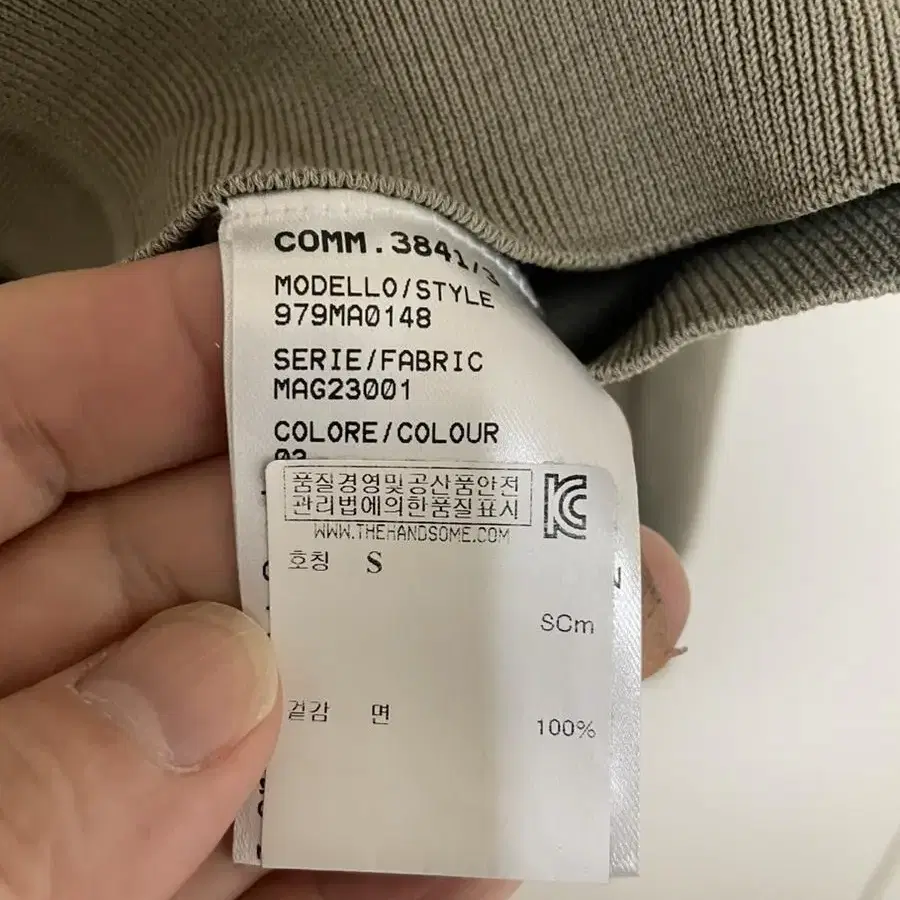 COMM.3841/3
MODELLO/STYLE
979MA0148
SERIE/FABRIC
MAG23001
COLORE/COLOUR
품질경영및공산품안전
관리법에의한품질표시
WWW.THEHANDSOME.COM
호칭 S
SCm
겉감 면 100%